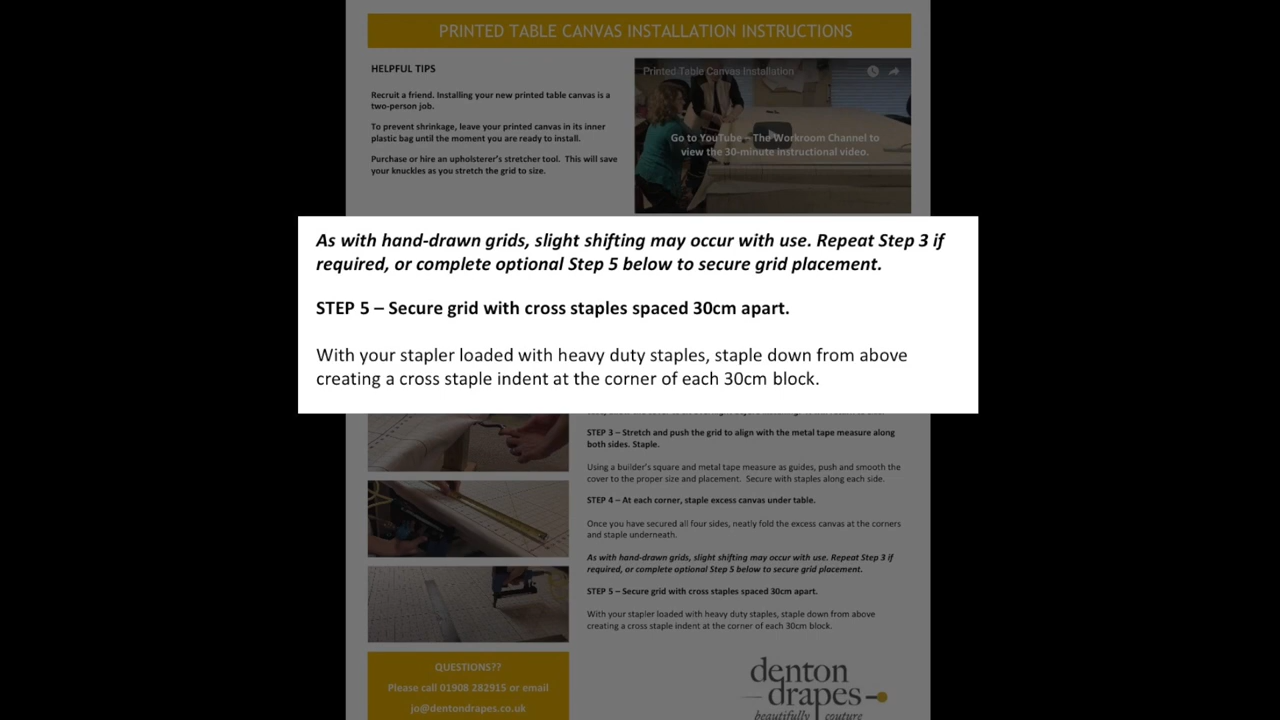 PRINTED TABLE CANVAS INSTALLATION INSTRUCTIONS
HELPFUL TIPS
Recruit a friend. Installing your new printed table canvas is a
two-person job.
To prevent shrinkage, leave your printed canvas in its inner
plastic bag until the moment you are ready to install.
Purchase or hire an upholsterer's stretcher tool. This will save
your knuckles as you stretch the grid to size.
Printed Table Canvas Installation
Go to YouTube – The Workroom Channel to
view the 30-minute instructional video.
As with hand-drawn grids, slight shifting may occur with use. Repeat Step 3 if
required, or complete optional Step 5 below to secure grid placement.
STEP 5 – Secure grid with cross staples spaced 30cm apart.
With your stapler loaded with heavy duty staples, staple down from above
creating a cross staple indent at the corner of each 30cm block.
STEP 3 – Stretch and push the grid to align with the metal tape measure along
both sides. Staple.
Using a builder's square and metal tape measure as guides, push and smooth the
cover to the proper size and placement. Secure with staples along each side.
STEP 4 – At each corner, staple excess canvas under table.
Once you have secured all four sides, neatly fold the excess canvas at the corners
and staple underneath.
As with hand-drawn grids, slight shifting may occur with use. Repeat Step 3 if
required, or complete optional Step 5 below to secure grid placement.
STEP 5 – Secure grid with cross staples spaced 30cm apart.
With your stapler loaded with heavy duty staples, staple down from above
creating a cross staple indent at the corner of each 30cm block.
QUESTIONS??
Please call 01908 282915 or email
jo@dentondrapes.co.uk
denton
drapes
beautifully couture